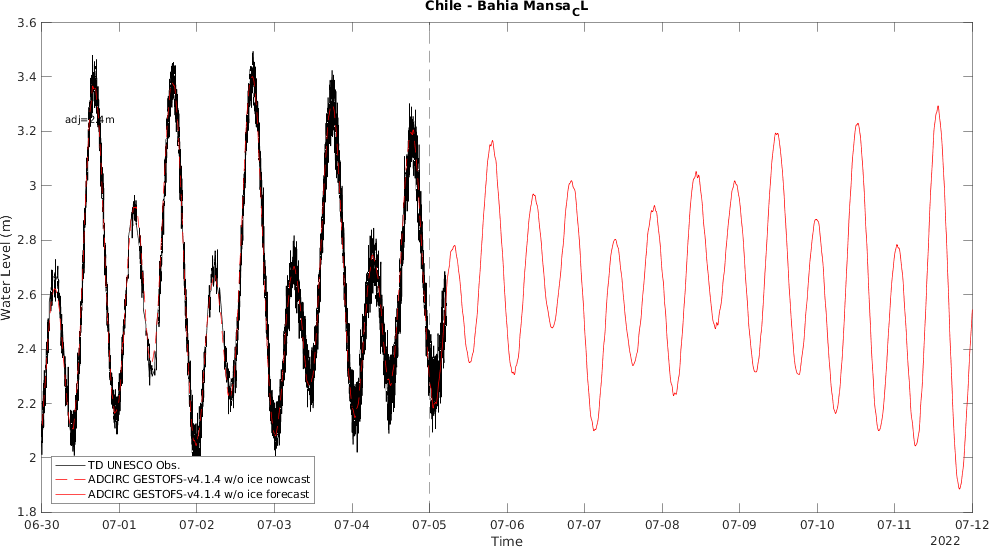 Chile - Bahia Mansa_CL
3.6
3.4
3.2
3
2.8
2.6
2.4
2.2
2
1.8
Water Level (m)
adj=2.4m
TD UNESCO Obs.
ADCIRC GESTOFS-v4.1.4 w/o ice nowcast
ADCIRC GESTOFS-v4.1.4 w/o ice forecast
06-30 07-01 07-02 07-03 07-04 07-05 07-06 07-07 07-08 07-09 07-10 07-11 07-12
Time
2022